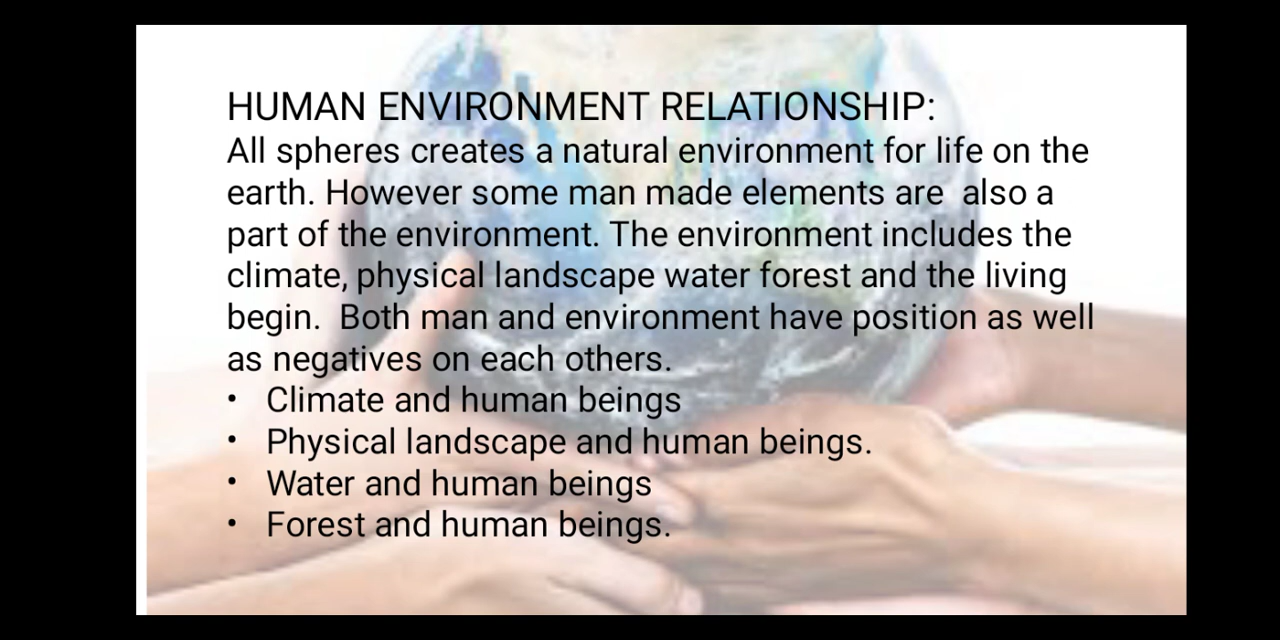 HUMAN ENVIRONMENT RELATIONSHIP:
All spheres creates a natural environment for life on the
earth. However some man made elements are  also a
part of the environment. The environment includes the
climate, physical landscape water forest and the living
begin.  Both man and environment have position as well
as negatives on each others.
• Climate and human beings
• Physical landscape and human beings.
• Water and human beings
• Forest and human beings.